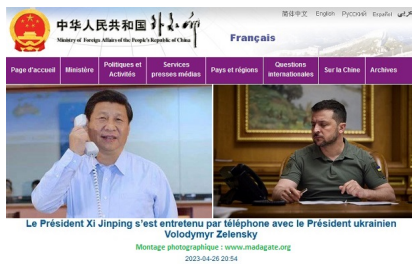 简体中文 English Русский Español عربي
中华人民共和国外交部
Ministry of Foreign Affairs of the People's Republic of China
Français
Page d'accueil
Ministère
Politiques et
Activités
Services
presses médias
Pays et régions
Questions
internationales
Sur la Chine
Archives
Le Président Xi Jinping s'est entretenu par téléphone avec le Président ukrainien
Volodymyr Zelensky
Montage photographique : www.madagate.org
2023-04-26 20:54